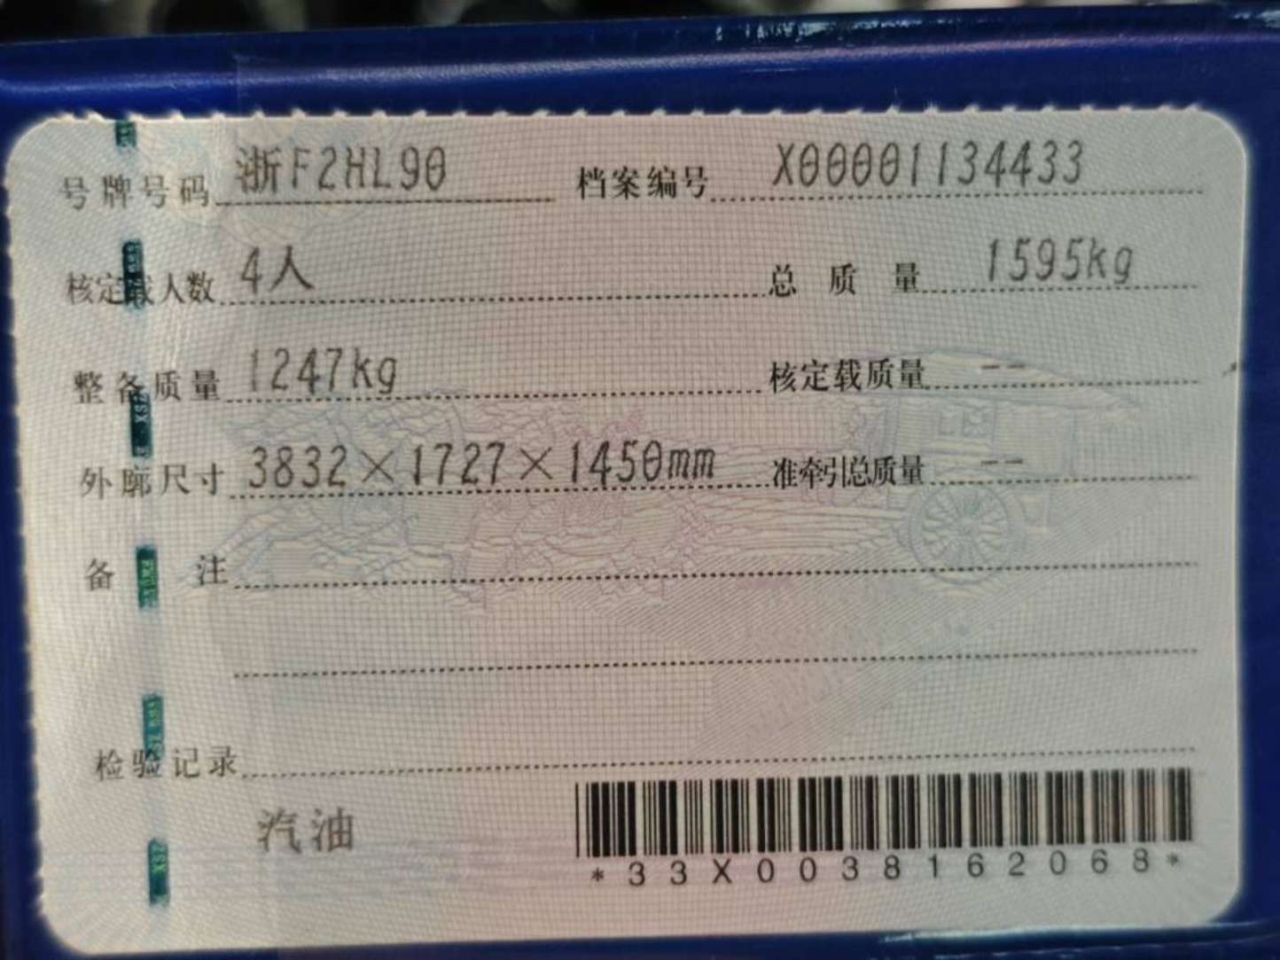 号牌号码 浙F2HL90 档案编号 X00001134433
核定载人数 4人 总质量 1595kg
整备质量 1247kg 核定载质量 --
外廓尺寸 3832×1727×1450mm 准牵引总质量 --
备注
检验记录
汽油
*33X0038162068*